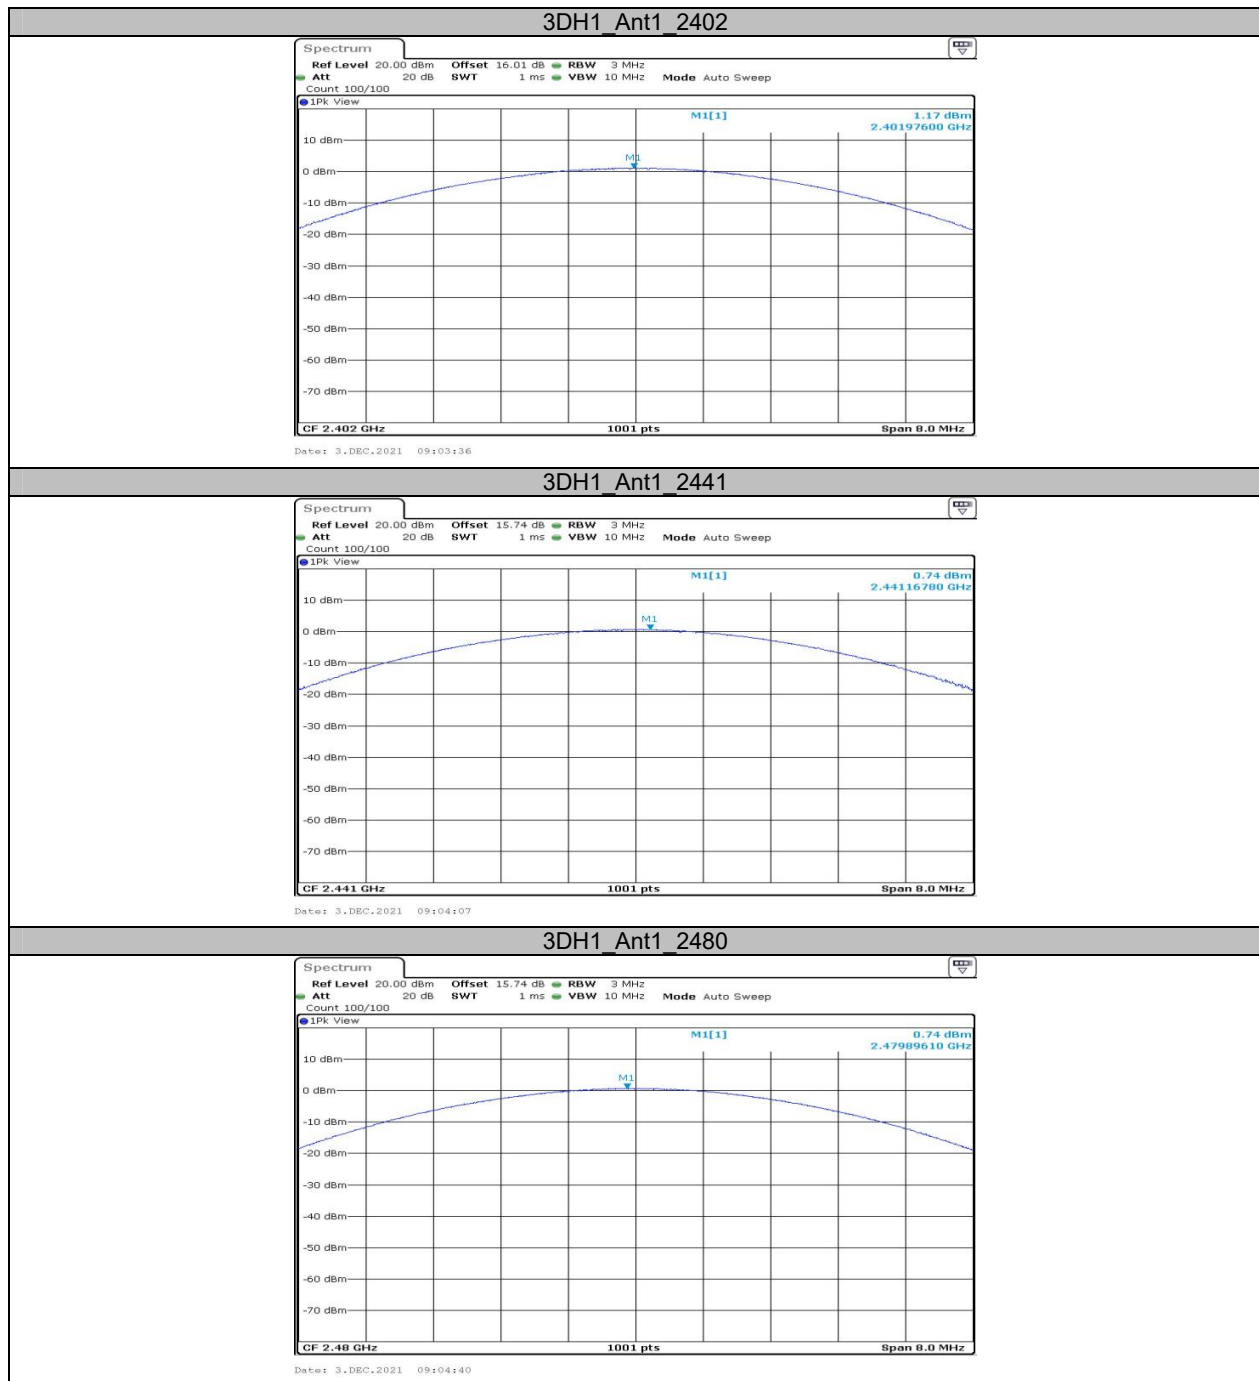 3DH1_Ant1_2402
Spectrum
Ref Level 20.00 dBm Offset 16.01 dB RBW 3 MHz
Att 20 dB SWT 1 ms VBW 10 MHz Mode Auto Sweep
Count 100/100
1Pk View
M1[1] 1.17 dBm
2.40197600 GHz
10 dBm
M1
0 dBm
-10 dBm
-20 dBm
-30 dBm
-40 dBm
-50 dBm
-60 dBm
-70 dBm
CF 2.402 GHz 1001 pts Span 8.0 MHz
Date: 3.DEC.2021 09:03:36
3DH1_Ant1_2441
Spectrum
Ref Level 20.00 dBm Offset 15.74 dB RBW 3 MHz
Att 20 dB SWT 1 ms VBW 10 MHz Mode Auto Sweep
Count 100/100
1Pk View
M1[1] 0.74 dBm
2.44116780 GHz
10 dBm
M1
0 dBm
-10 dBm
-20 dBm
-30 dBm
-40 dBm
-50 dBm
-60 dBm
-70 dBm
CF 2.441 GHz 1001 pts Span 8.0 MHz
Date: 3.DEC.2021 09:04:07
3DH1_Ant1_2480
Spectrum
Ref Level 20.00 dBm Offset 15.74 dB RBW 3 MHz
Att 20 dB SWT 1 ms VBW 10 MHz Mode Auto Sweep
Count 100/100
1Pk View
M1[1] 0.74 dBm
2.47989610 GHz
10 dBm
M1
0 dBm
-10 dBm
-20 dBm
-30 dBm
-40 dBm
-50 dBm
-60 dBm
-70 dBm
CF 2.48 GHz 1001 pts Span 8.0 MHz
Date: 3.DEC.2021 09:04:40